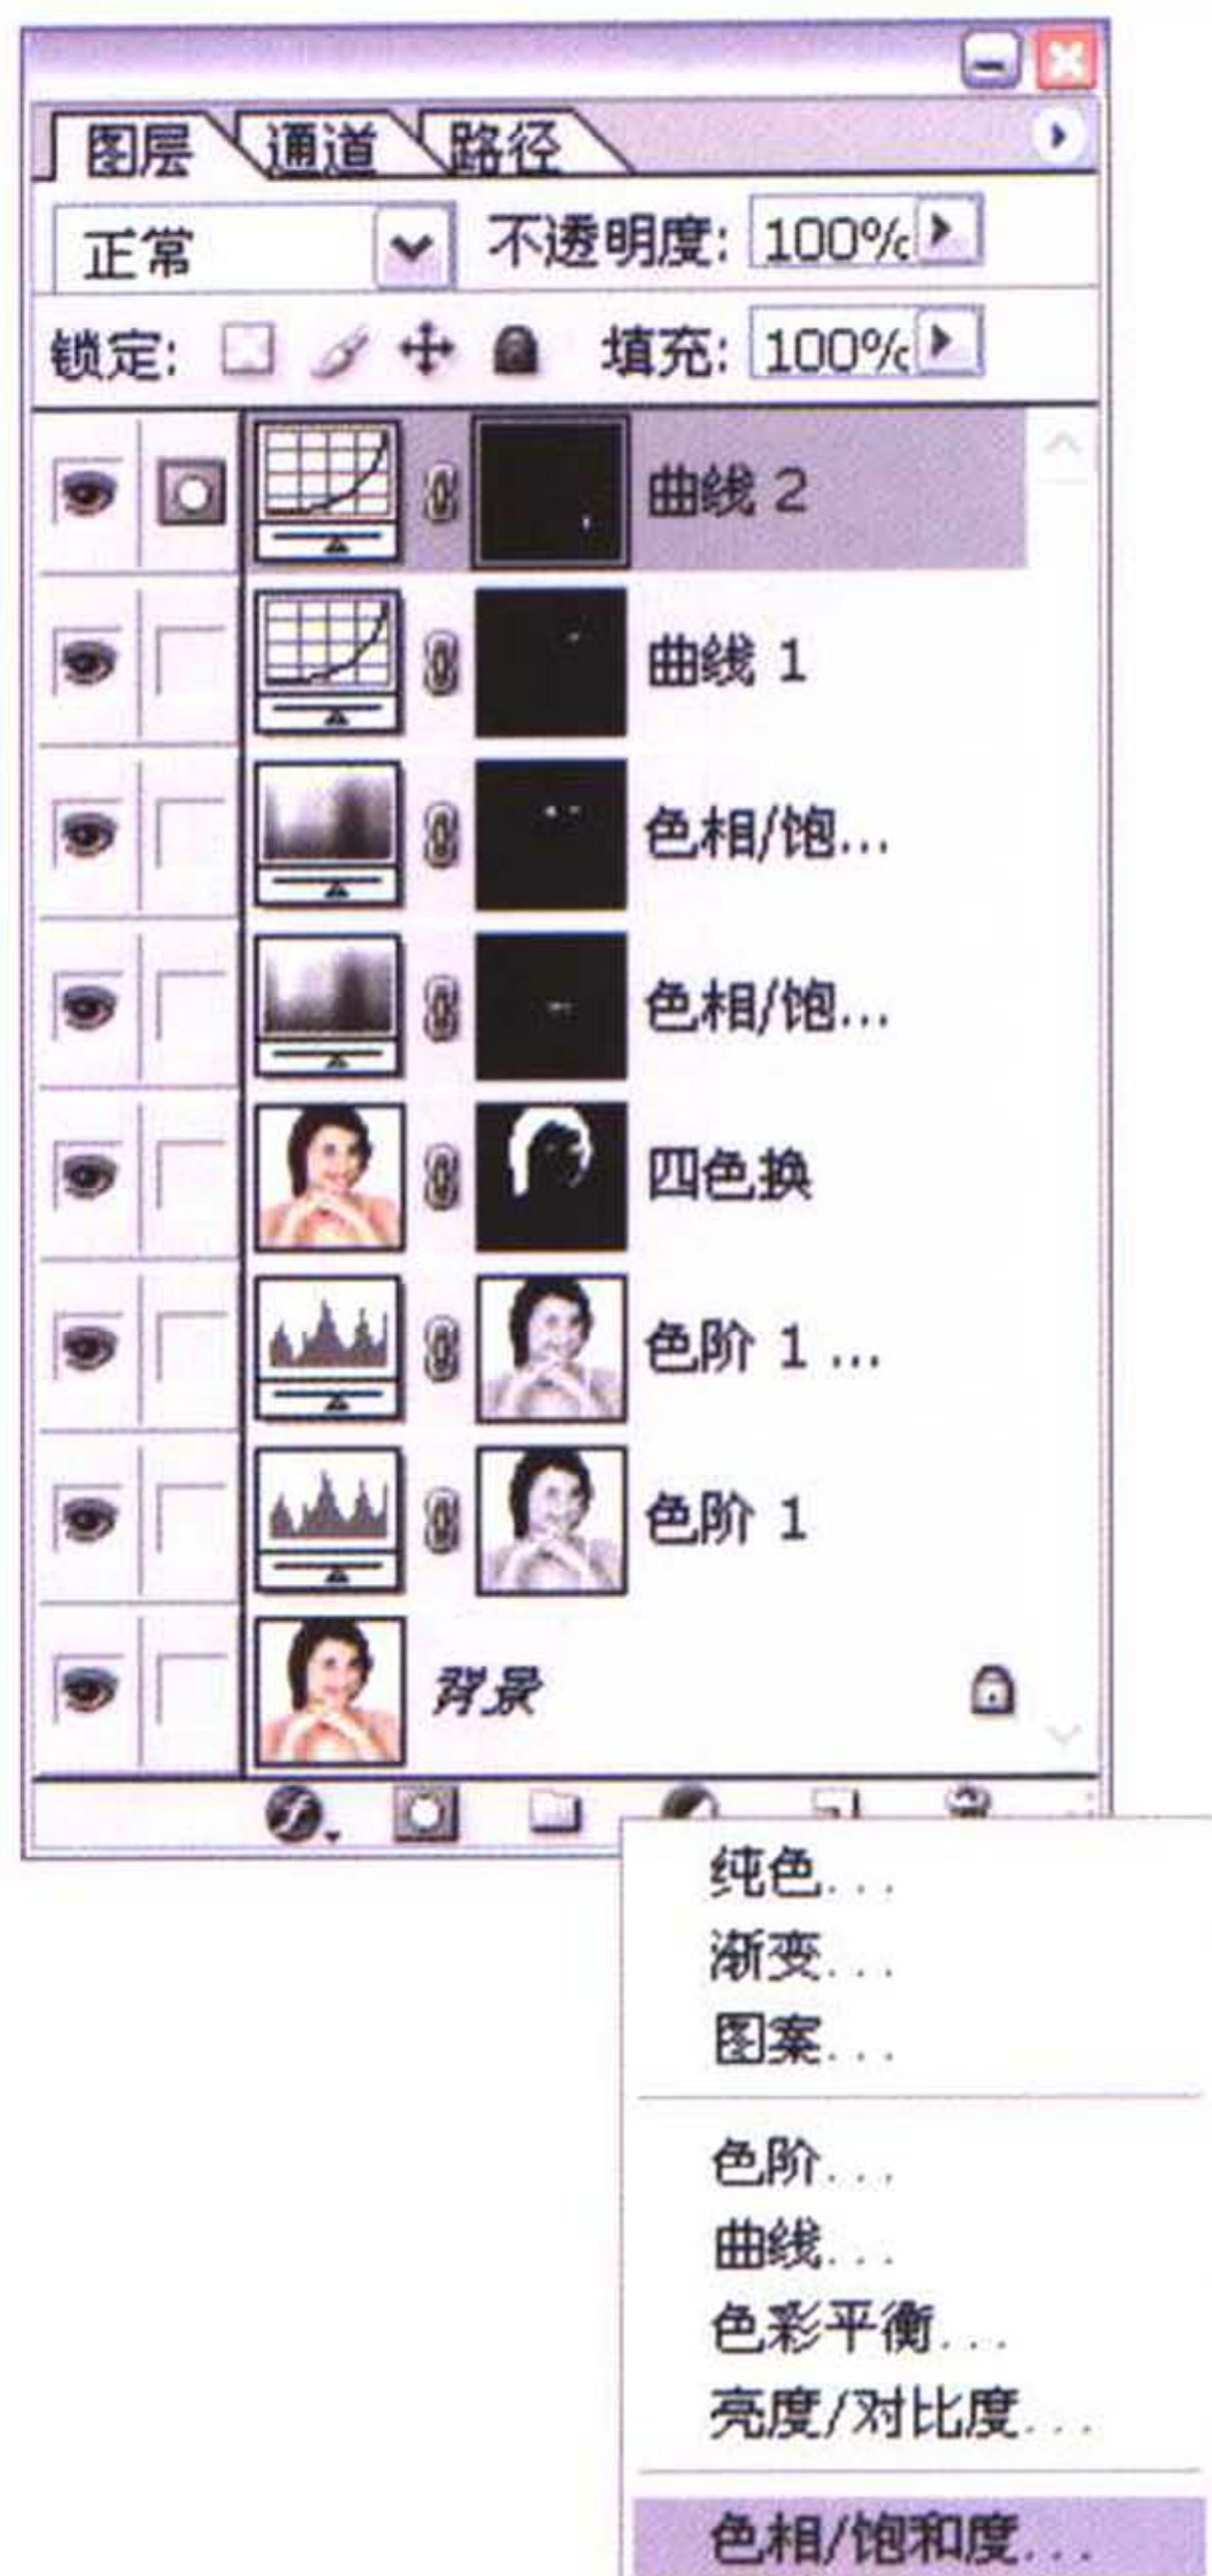 图层 通道 路径
正常 不透明度: 100%
锁定: 填充: 100%
曲线 2
曲线 1
色相/饱...
色相/饱...
四色换
色阶 1 ...
色阶 1
背景
纯色...
渐变...
图案...
色阶...
曲线...
色彩平衡...
亮度/对比度...
色相/饱和度...